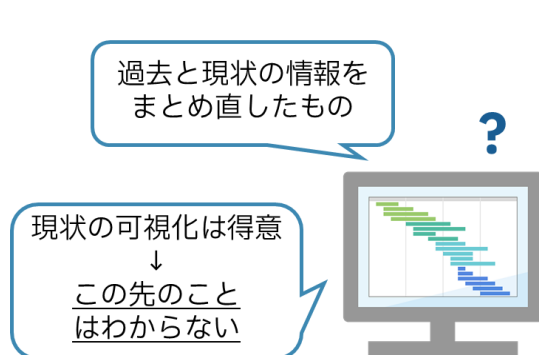 過去と現状の情報を
まとめ直したもの
?
現状の可視化は得意
↓
この先のこと
はわからない